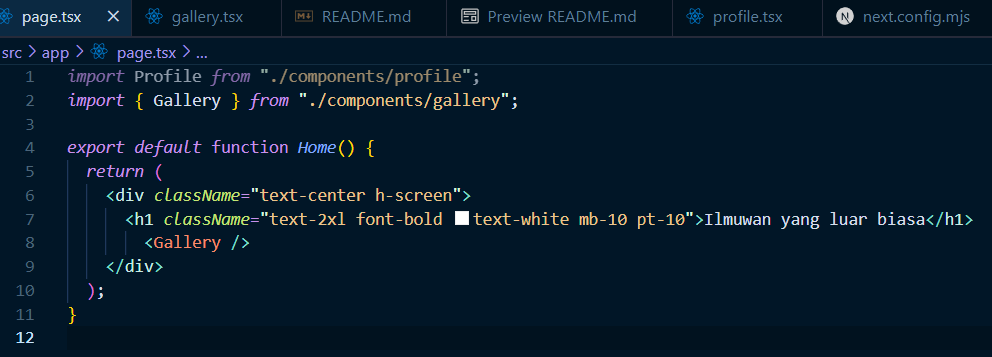 page.tsx gallery.tsx README.md Preview README.md profile.tsx N next.config.mjs
src > app > page.tsx > ...
1 import Profile from "./components/profile";
2 import { Gallery } from "./components/gallery";
3
4 export default function Home() {
5 return (
6 <div className="text-center h-screen">
7 <h1 className="text-2xl font-bold text-white mb-10 pt-10">Ilmuwan yang luar biasa</h1>
8 <Gallery />
9 </div>
10 );
11 }
12